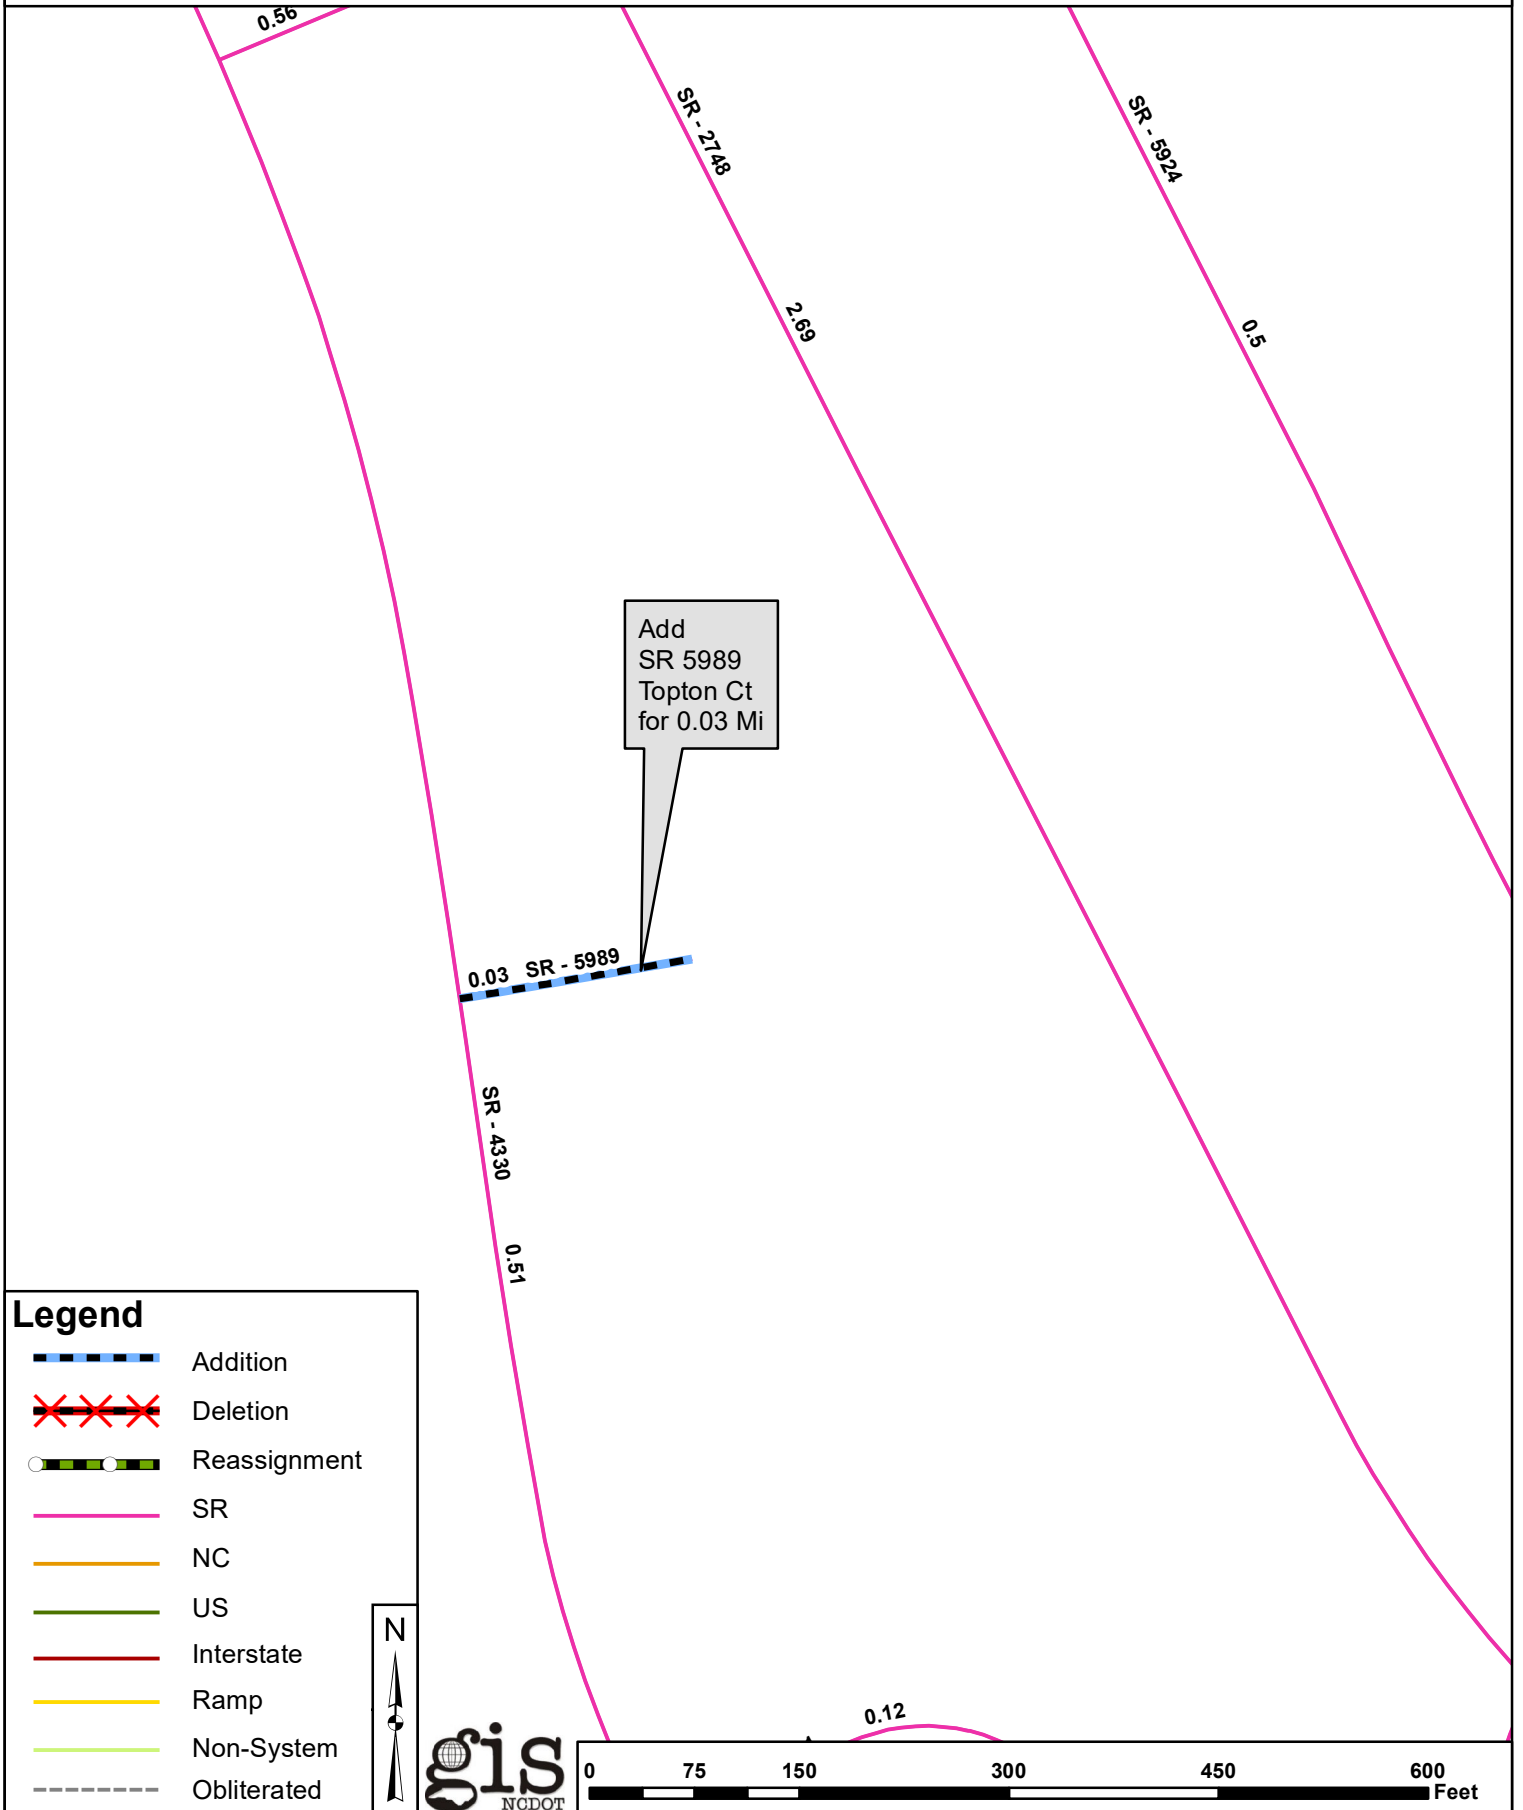 0.56
SR - 2748
SR - 5924
2.69
0.5
Add
SR 5989
Topton Ct
for 0.03 Mi
0.03 SR - 5989
SR - 4330
0.51
Legend
Addition
Deletion
Reassignment
SR
NC
US
Interstate
Ramp
Non-System
Obliterated
N
gis
NCDOT
0.12
0 75 150 300 450 600
Feet